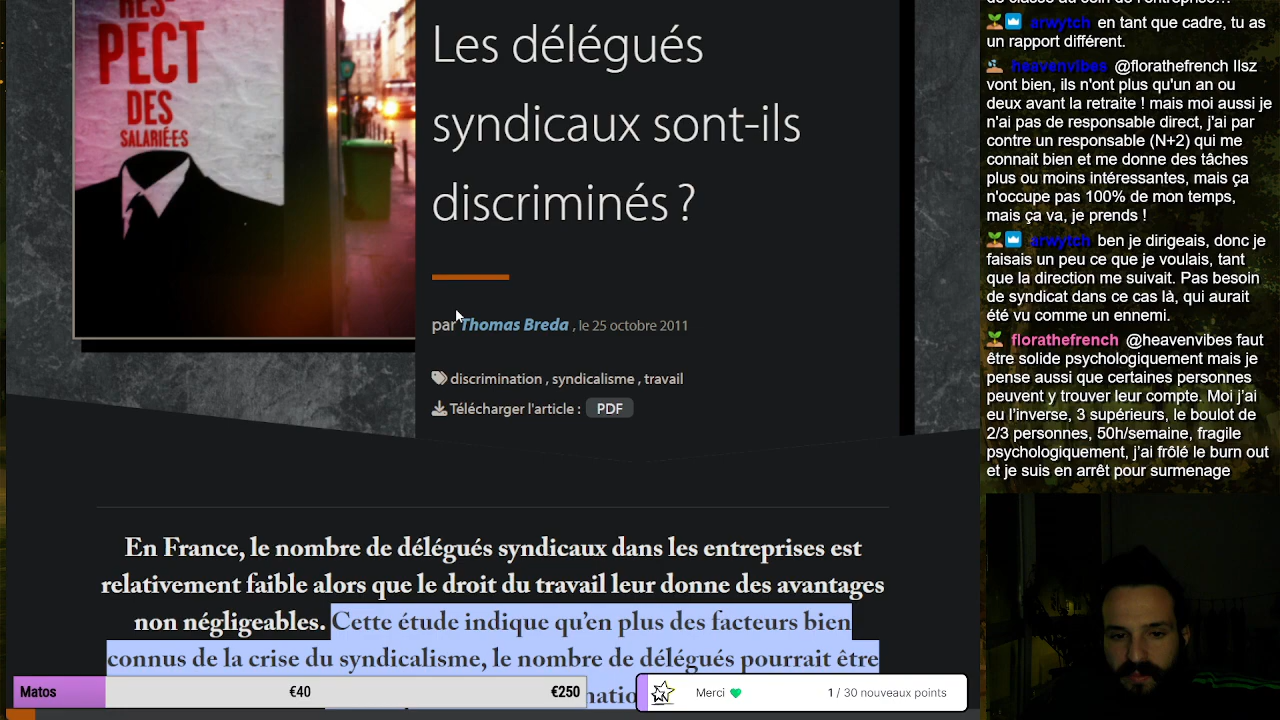 RES-
PECT
DES
SALARIÉ·E·S
Les délégués
syndicaux sont-ils
discriminés ?
par Thomas Breda , le 25 octobre 2011
discrimination , syndicalisme , travail
Télécharger l'article : PDF
En France, le nombre de délégués syndicaux dans les entreprises est
relativement faible alors que le droit du travail leur donne des avantages
non négligeables. Cette étude indique qu’en plus des facteurs bien
connus de la crise du syndicalisme, le nombre de délégués pourrait être
Matos €40 €250
Merci 1 / 30 nouveaux points
arwytch en tant que cadre, tu as
un rapport différent.
heavenvibes @florathefrench Ilsz
vont bien, ils n'ont plus qu'un an ou
deux avant la retraite ! mais moi aussi je
n'ai pas de responsable direct, j'ai par
contre un responsable (N+2) qui me
connait bien et me donne des tâches
plus ou moins intéressantes, mais ça
n'occupe pas 100% de mon temps,
mais ça va, je prends !
arwytch ben je dirigeais, donc je
faisais un peu ce que je voulais, tant
que la direction me suivait. Pas besoin
de syndicat dans ce cas là, qui aurait
été vu comme un ennemi.
florathefrench @heavenvibes faut
être solide psychologiquement mais je
pense aussi que certaines personnes
peuvent y trouver leur compte. Moi j’ai
eu l’inverse, 3 supérieurs, le boulot de
2/3 personnes, 50h/semaine, fragile
psychologiquement, j'ai frôlé le burn out
et je suis en arrêt pour surmenage